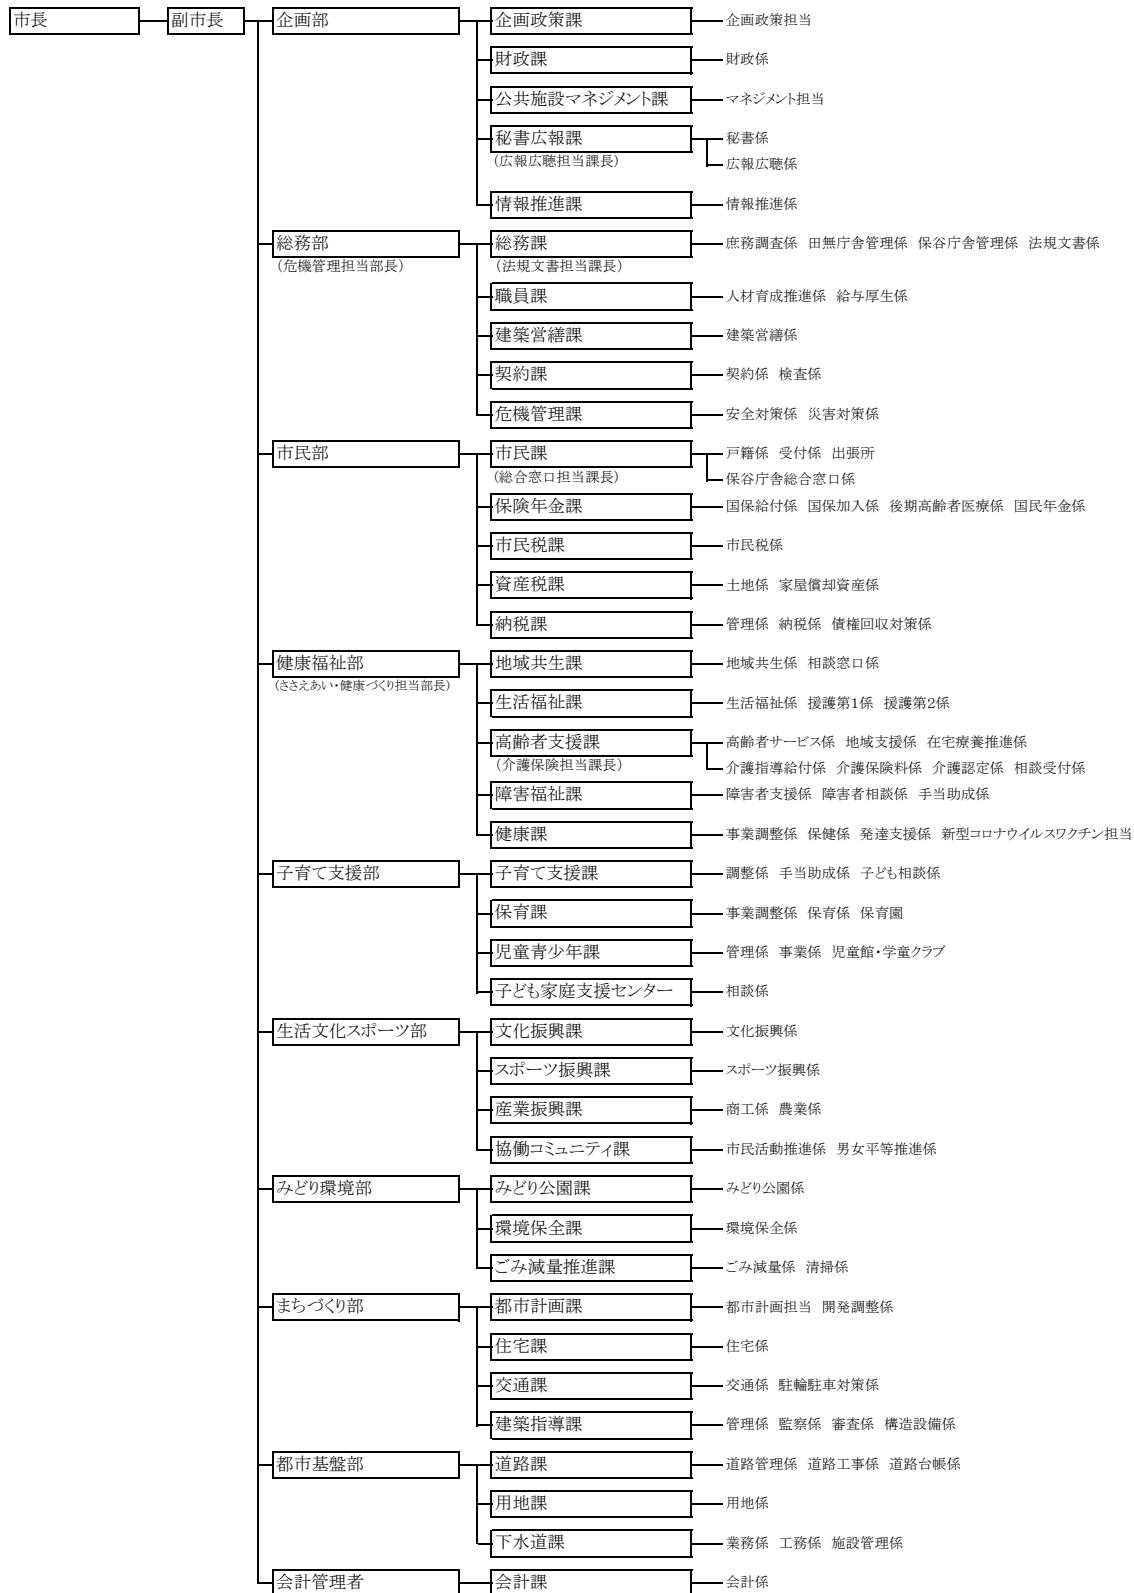 市長 副市長 企画部 企画政策課 企画政策担当
財政課 財政係
公共施設マネジメント課 マネジメント担当
秘書広報課 秘書係
(広報広聴担当課長) 広報広聴係
情報推進課 情報推進係
総務部 総務課 庶務調査係 田無庁舎管理係 保谷庁舎管理係 法規文書係
(危機管理担当部長) (法規文書担当課長)
職員課 人材育成推進係 給与厚生係
建築営繕課 建築営繕係
契約課 契約係 検査係
危機管理課 安全対策係 災害対策係
市民部 市民課 戸籍係 受付係 出張所
(総合窓口担当課長) 保谷庁舎総合窓口係
保険年金課 国保給付係 国保加入係 後期高齢者医療係 国民年金係
市民税課 市民税係
資産税課 土地係 家屋償却資産係
納税課 管理係 納税係 債権回収対策係
健康福祉部 地域共生課 地域共生係 相談窓口係
(ささえあい・健康づくり担当部長)
生活福祉課 生活福祉係 援護第1係 援護第2係
高齢者支援課 高齢者サービス係 地域支援係 在宅療養推進係
(介護保険担当課長) 介護指導給付係 介護保険料係 介護認定係 相談受付係
障害福祉課 障害者支援係 障害者相談係 手当助成係
健康課 事業調整係 保健係 発達支援係 新型コロナウイルスワクチン担当
子育て支援部 子育て支援課 調整係 手当助成係 子ども相談係
保育課 事業調整係 保育係 保育園
児童青少年課 管理係 事業係 児童館・学童クラブ
子ども家庭支援センター 相談係
生活文化スポーツ部 文化振興課 文化振興係
スポーツ振興課 スポーツ振興係
産業振興課 商工係 農業係
協働コミュニティ課 市民活動推進係 男女平等推進係
みどり環境部 みどり公園課 みどり公園係
環境保全課 環境保全係
ごみ減量推進課 ごみ減量係 清掃係
まちづくり部 都市計画課 都市計画担当 開発調整係
住宅課 住宅係
交通課 交通係 駐輪駐車対策係
建築指導課 管理係 監察係 審査係 構造設備係
都市基盤部 道路課 道路管理係 道路工事係 道路台帳係
用地課 用地係
下水道課 業務係 工務係 施設管理係
会計管理者 会計課 会計係